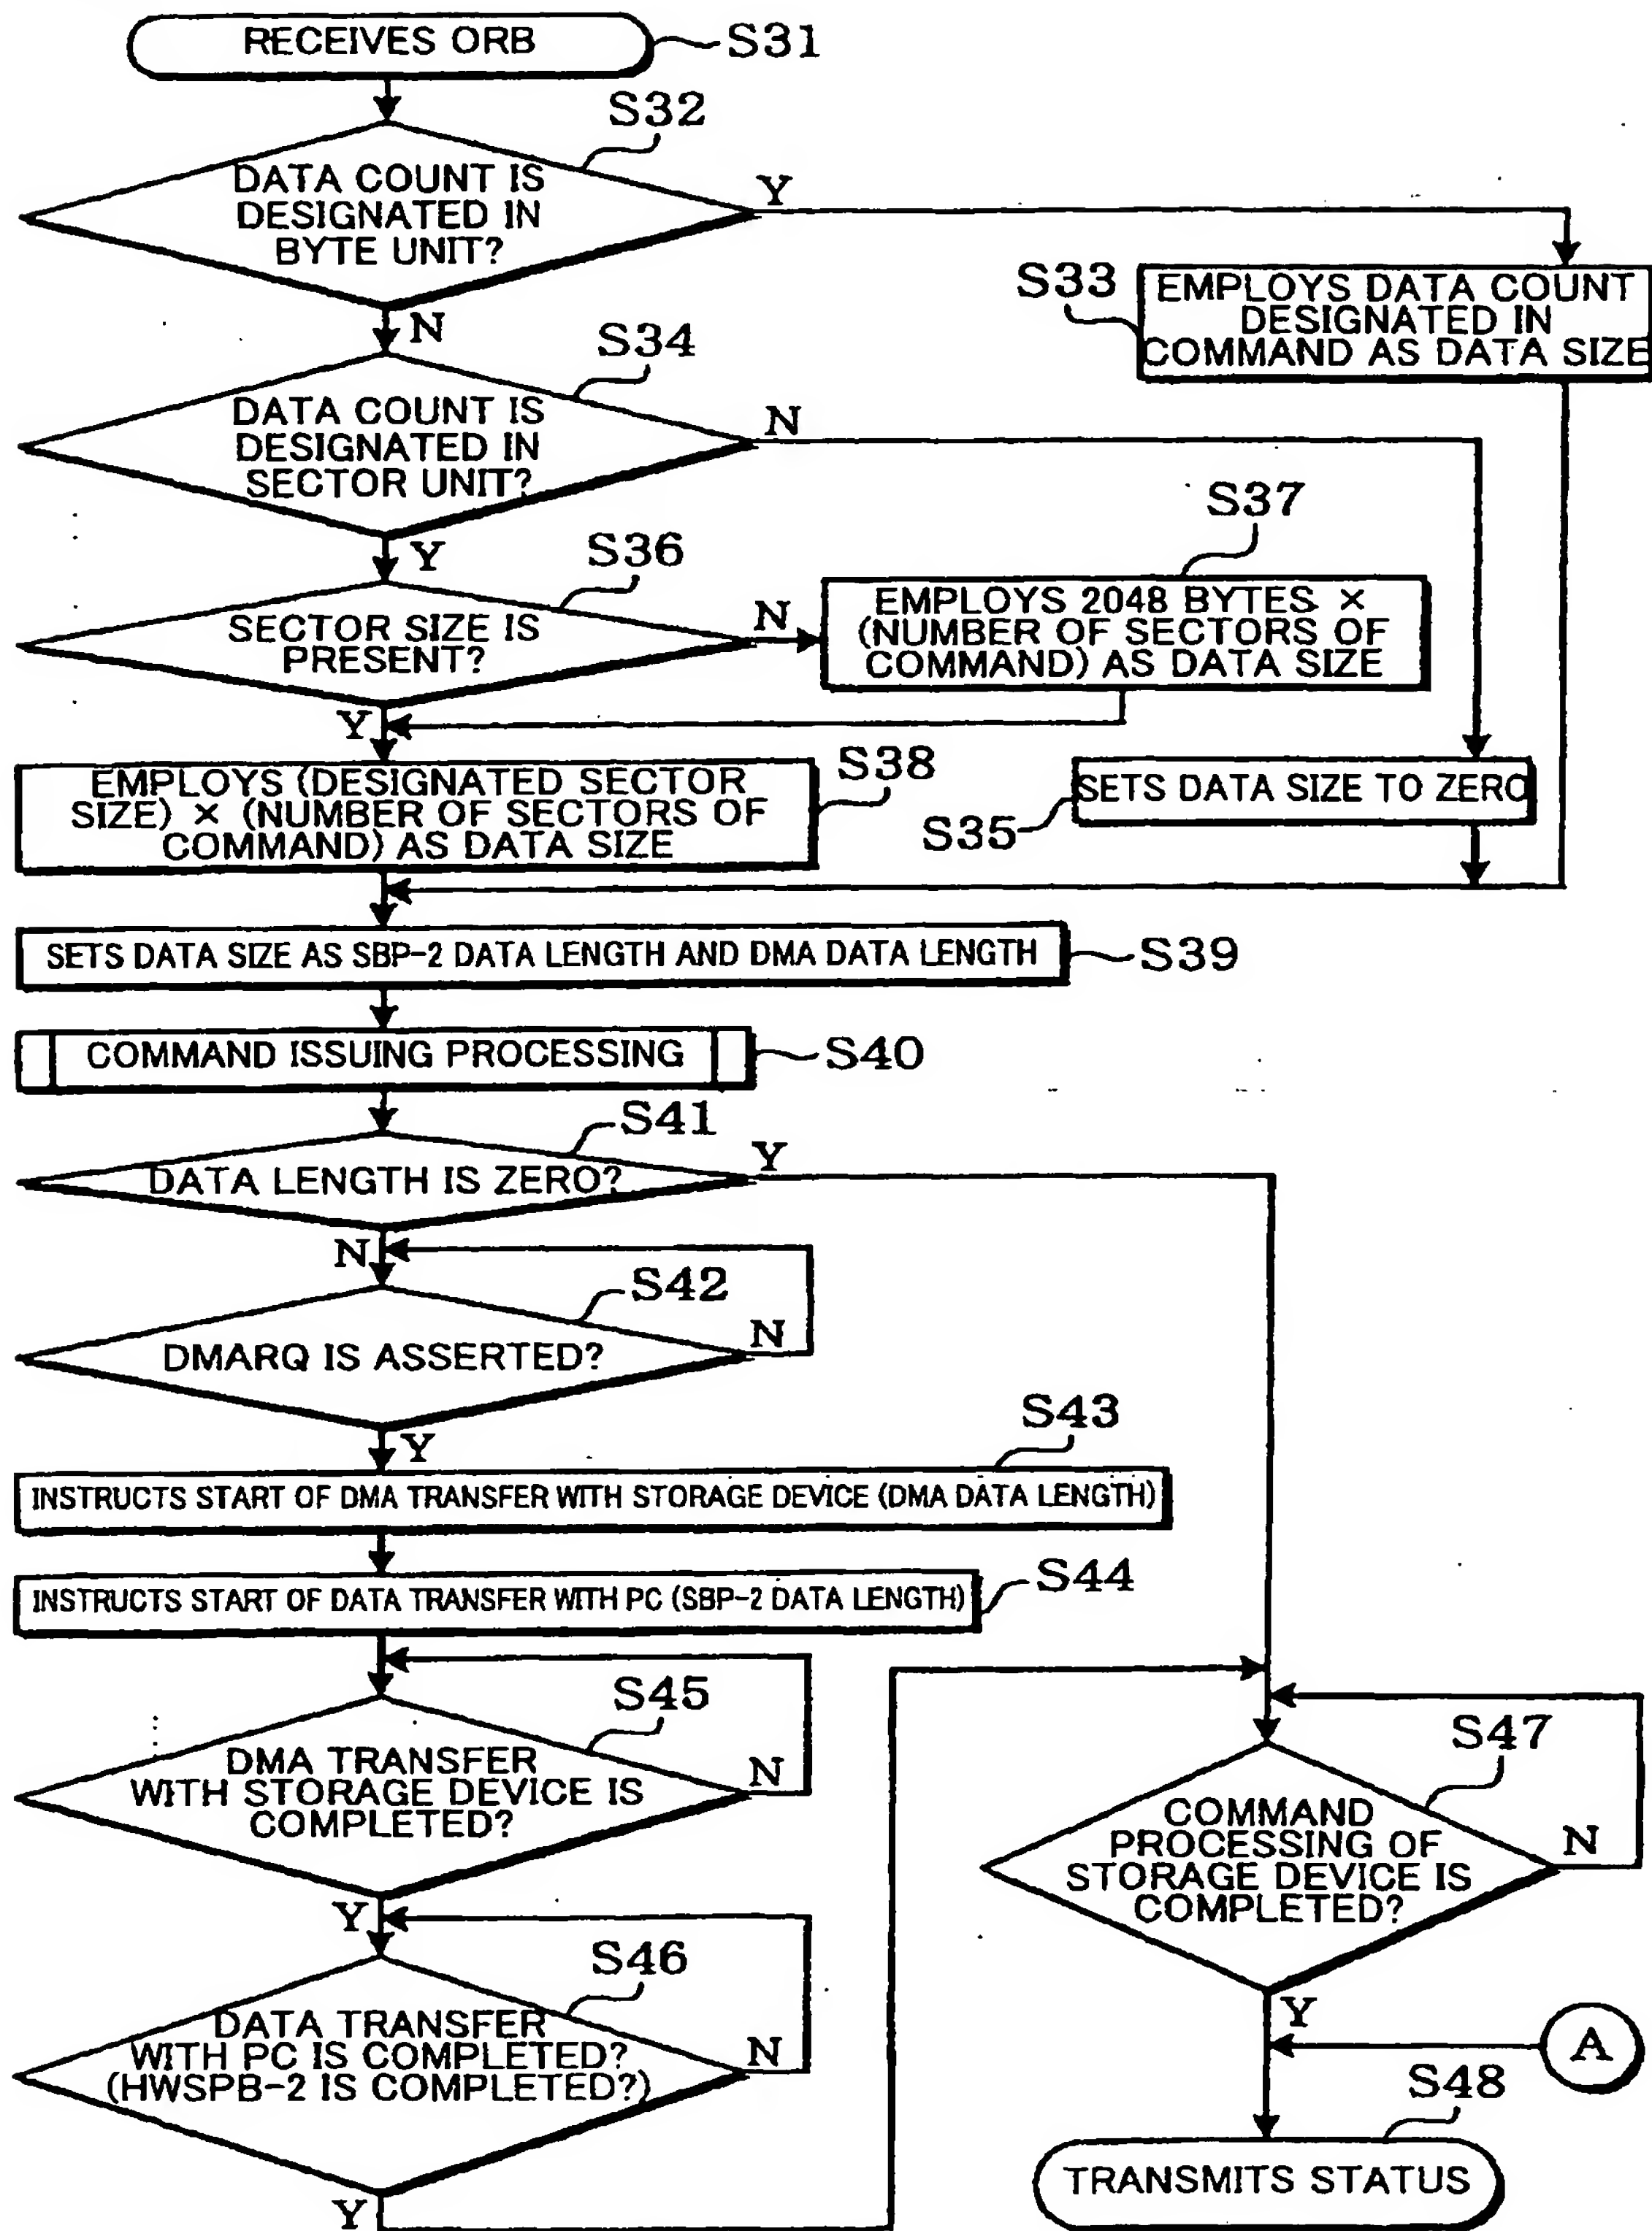 RECEIVES ORB
S31
S32
DATA COUNT IS
DESIGNATED IN
BYTE UNIT?
Y
N
S33
EMPLOYS DATA COUNT
DESIGNATED IN
COMMAND AS DATA SIZE
S34
DATA COUNT IS
DESIGNATED IN
SECTOR UNIT?
N
Y
S36
SECTOR SIZE IS
PRESENT?
N
Y
S37
EMPLOYS 2048 BYTES ×
(NUMBER OF SECTORS OF
COMMAND) AS DATA SIZE
S38
EMPLOYS (DESIGNATED SECTOR
SIZE) × (NUMBER OF SECTORS OF
COMMAND) AS DATA SIZE
SETS DATA SIZE TO ZERO
S35
SETS DATA SIZE AS SBP-2 DATA LENGTH AND DMA DATA LENGTH
S39
COMMAND ISSUING PROCESSING
S40
S41
DATA LENGTH IS ZERO?
Y
N
S42
DMARQ IS ASSERTED?
N
Y
S43
INSTRUCTS START OF DMA TRANSFER WITH STORAGE DEVICE (DMA DATA LENGTH)
S44
INSTRUCTS START OF DATA TRANSFER WITH PC (SBP-2 DATA LENGTH)
S45
DMA TRANSFER
WITH STORAGE DEVICE IS
COMPLETED?
N
Y
S46
DATA TRANSFER
WITH PC IS COMPLETED?
(HWSPB-2 IS COMPLETED?)
N
Y
S47
COMMAND
PROCESSING OF
STORAGE DEVICE IS
COMPLETED?
N
Y
A
S48
TRANSMITS STATUS